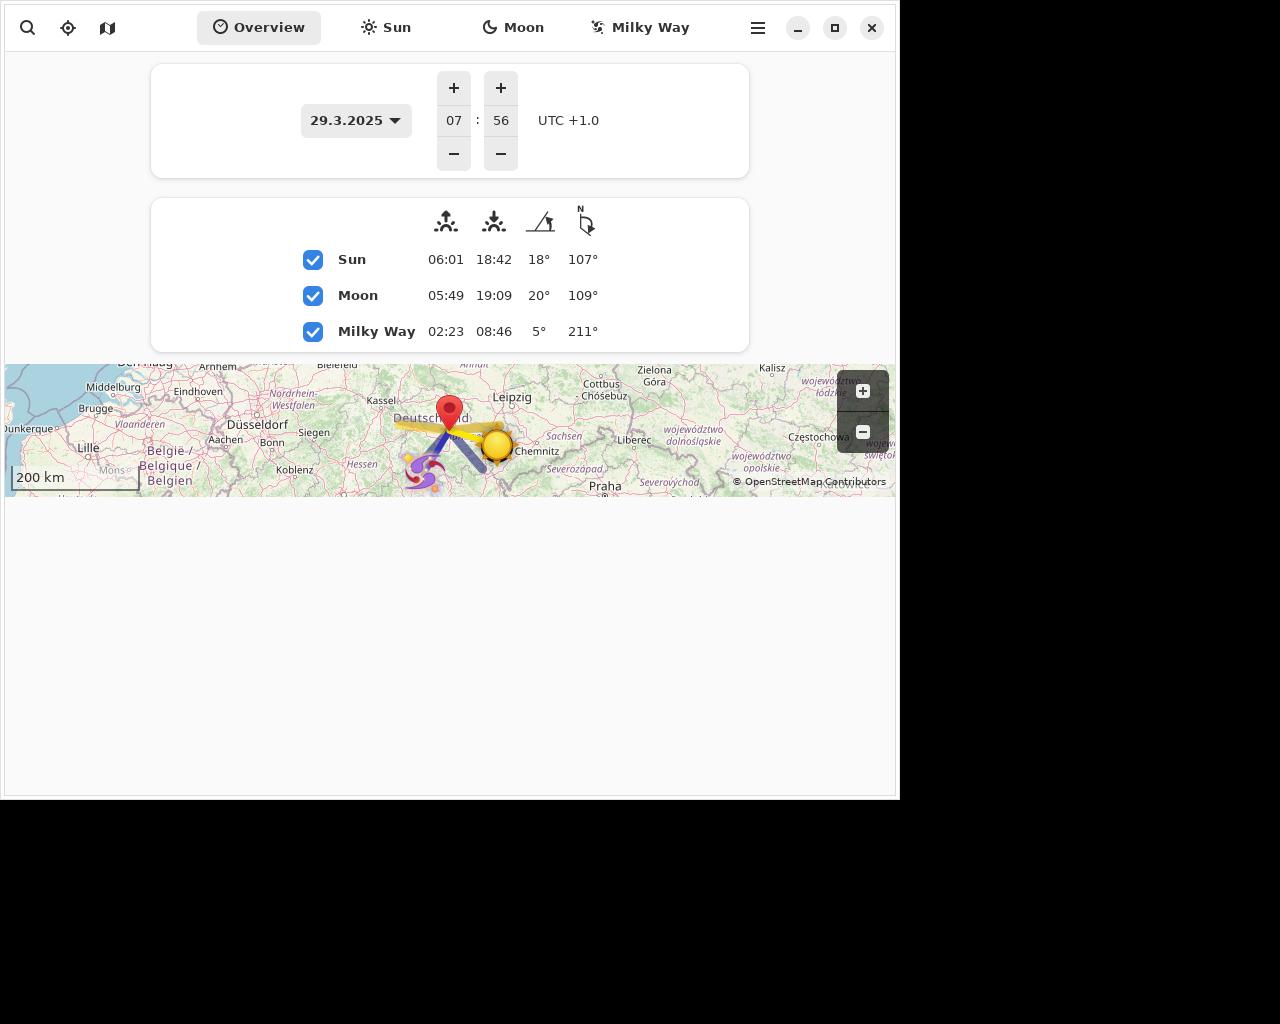 Overview
Sun
Moon
Milky Way
29.3.2025
07 : 56
UTC +1.0
N
Sun 06:01 18:42 18° 107°
Moon 05:49 19:09 20° 109°
Milky Way 02:23 08:46 5° 211°
Arnhem
Bielefeld
Anhalt
Zielona
Góra
Kalisz
Middelburg
Eindhoven
Nordrhein-
Westfalen
Kassel
Leipzig
Cottbus
- Chóśebuz
województwo
łódzkie
Brugge
Vlaanderen
Düsseldorf
Siegen
Deutschland
Dunkerque
Lille
Aachen
Bonn
Sachsen
Liberec
województwo
dolnośląskie
Częstochowa
België /
Belgique /
Belgien
Mons
Koblenz
Hessen
Chemnitz
Severozápad
Severovýchod
województwo
opolskie
Praha
Katowice
200 km
© OpenStreetMap Contributors